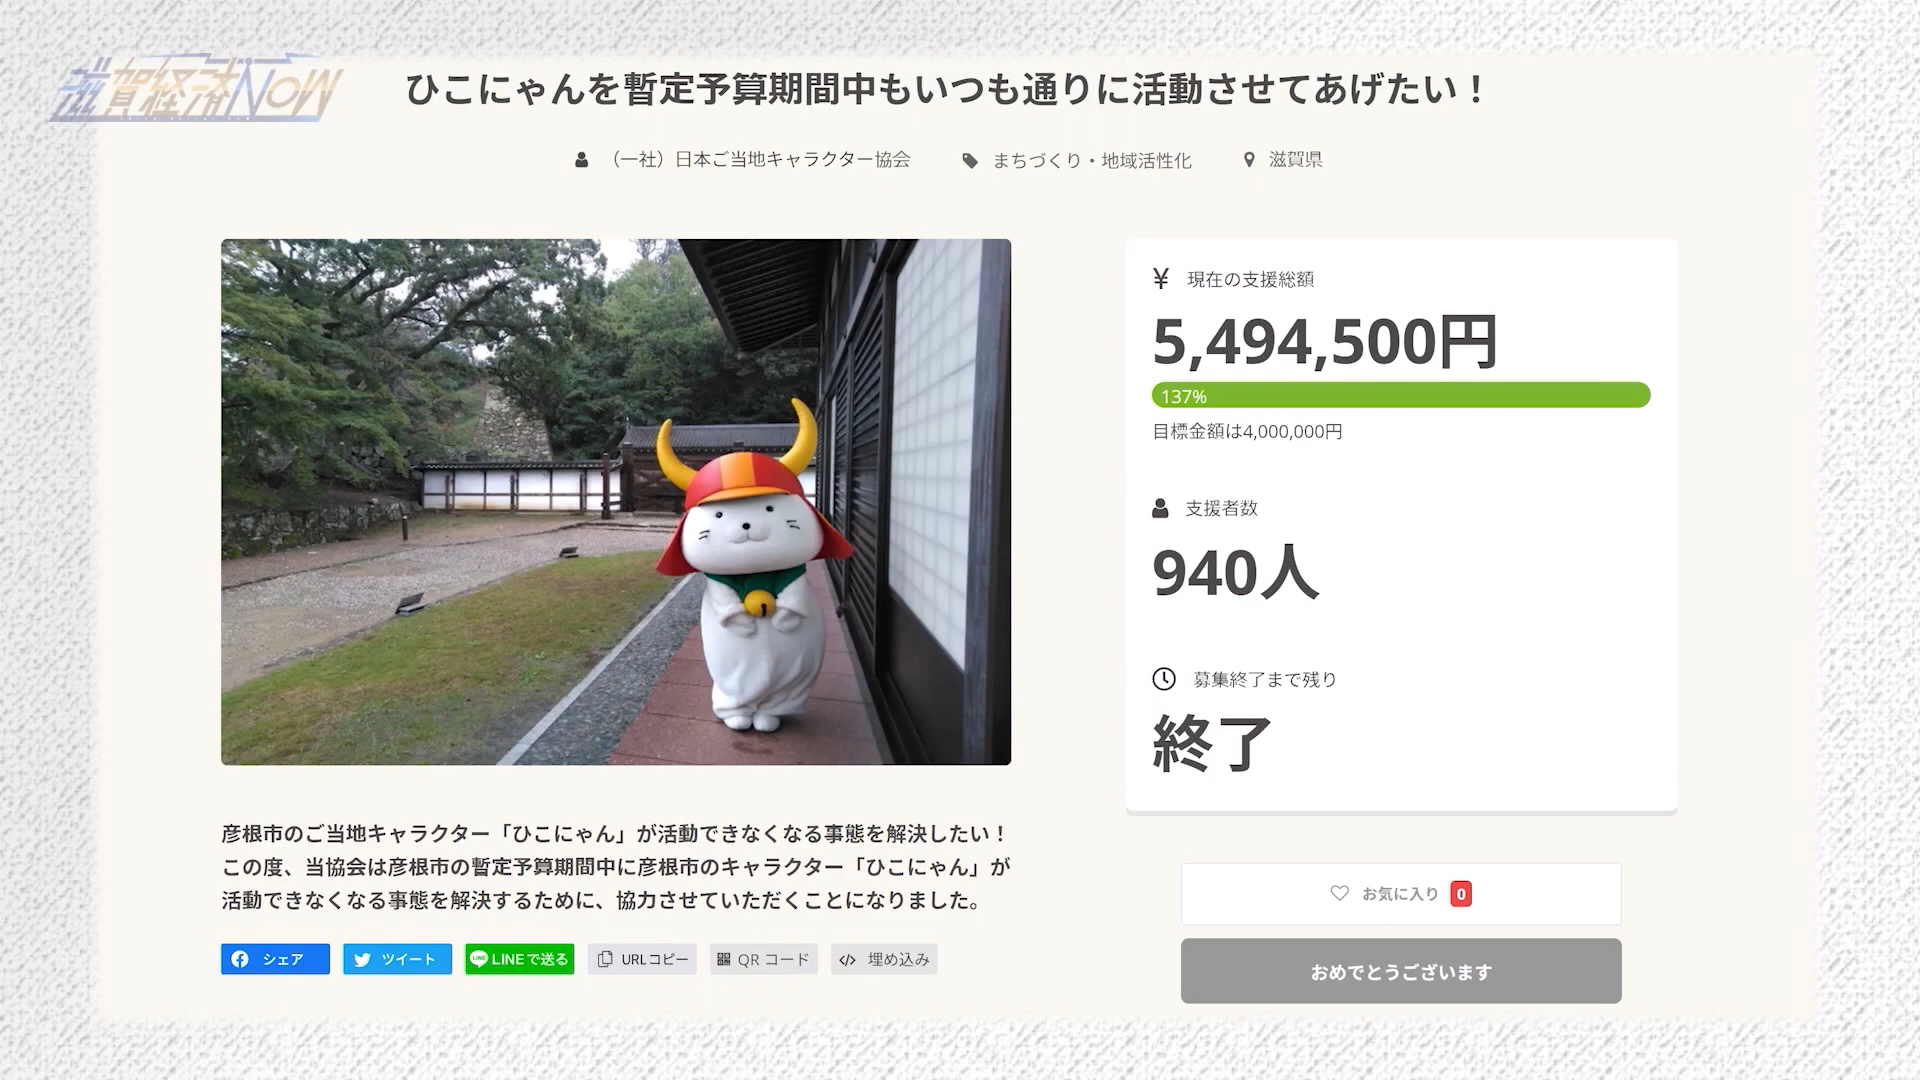 滋賀経済NOW
ひこにゃんを暫定予算期間中もいつも通りに活動させてあげたい！
（一社）日本ご当地キャラクター協会 まちづくり・地域活性化 滋賀県
¥ 現在の支援総額
5,494,500円
137%
目標金額は4,000,000円
支援者数
940人
募集終了まで残り
終了
彦根市のご当地キャラクター「ひこにゃん」が活動できなくなる事態を解決したい！
この度、当協会は彦根市の暫定予算期間中に彦根市のキャラクター「ひこにゃん」が
活動できなくなる事態を解決するために、協力させていただくことになりました。
シェア ツイート LINEで送る URLコピー QRコード 埋め込み
お気に入り 0
おめでとうございます